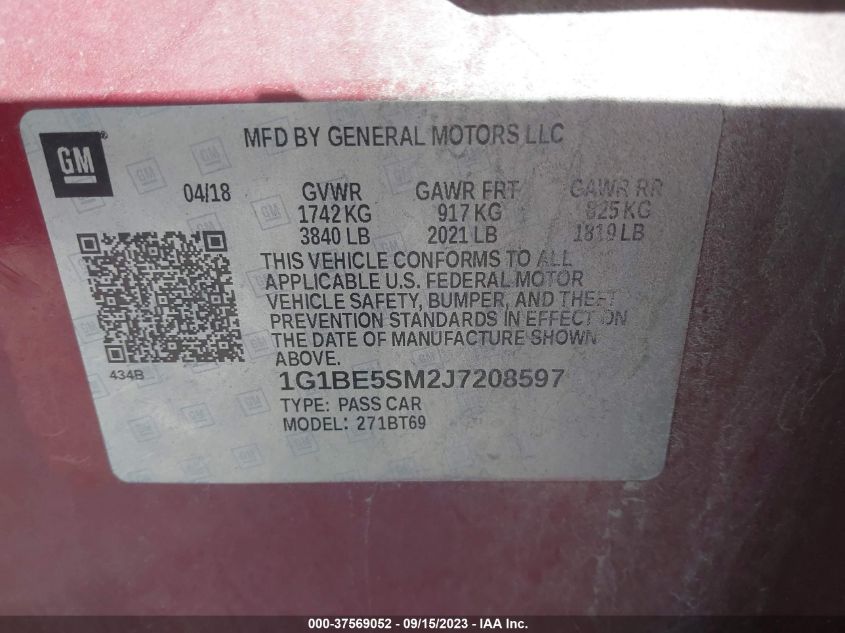 GM
MFD BY GENERAL MOTORS LLC
04/18 GVWR GAWR FRT GAWR RR
1742 KG 917 KG 825 KG
3840 LB 2021 LB 1819 LB
THIS VEHICLE CONFORMS TO ALL
APPLICABLE U.S. FEDERAL MOTOR
VEHICLE SAFETY, BUMPER, AND THEFT
PREVENTION STANDARDS IN EFFECT ON
THE DATE OF MANUFACTURE SHOWN
ABOVE.
434B
1G1BE5SM2J7208597
TYPE: PASS CAR
MODEL: 271BT69
000-37569052 - 09/15/2023 - IAA Inc.